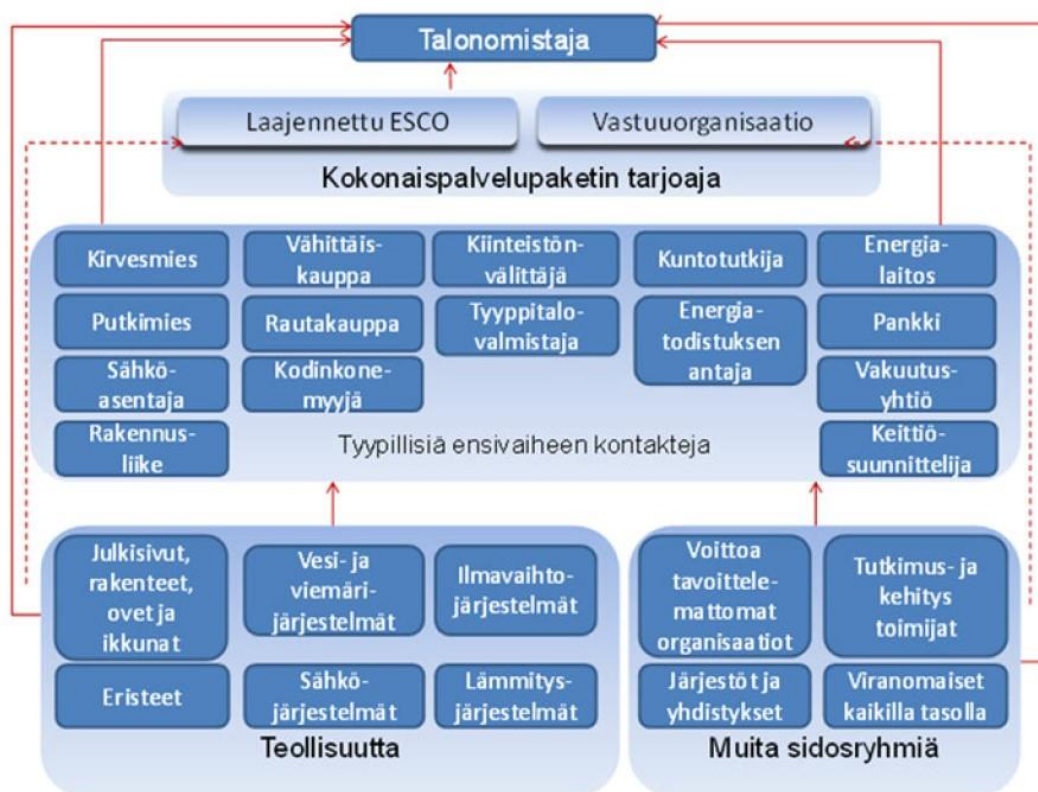 Talonomistaja
Laajennettu ESCO
Vastuuorganisaatio
Kokonaispalvelupaketin tarjoaja
Kirvesmies
Vähittäis-
kauppa
Kiinteistön-
välittäjä
Kuntotutkija
Energia-
laitos
Putkimies
Rautakauppa
Tyyppitalo-
valmistaja
Energia-
todistuksen
antaja
Pankki
Sähkö-
asentaja
Kodinkone-
myyjä
Vakuutus-
yhtiö
Rakennus-
liike
Tyypillisiä ensivaiheen kontakteja
Keittiö-
suunnittelija
Julkisivut,
rakenteet,
ovet ja
ikkunat
Vesi- ja
viemäri-
järjestelmät
Ilmavaihto-
järjestelmät
Eristeet
Sähkö-
järjestelmät
Lämmitys-
järjestelmät
Teollisuutta
Voittoa
tavoittele-
mattomat
organisaatiot
Tutkimus- ja
kehitys
toimijat
Järjestöt ja
yhdistykset
Viranomaiset
kaikilla tasolla
Muita sidosryhmiä